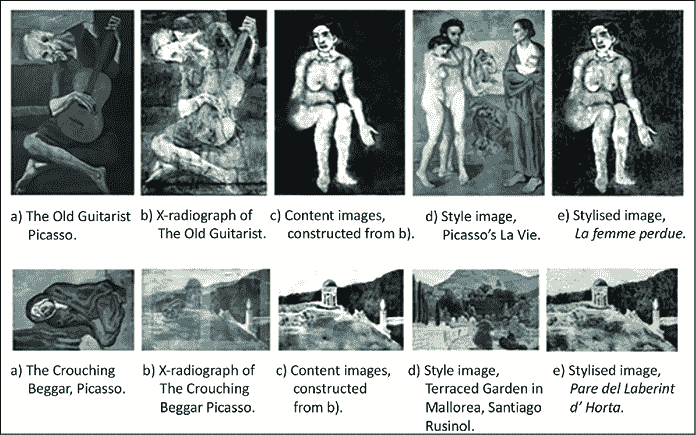 a) The Old Guitarist
Picasso.
b) X-radiograph of
The Old Guitarist.
c) Content images,
constructed from b).
d) Style image,
Picasso's La Vie.
e) Stylised image,
La femme perdue.
a) The Crouching
Beggar, Picasso.
b) X-radiograph of
The Crouching
Beggar Picasso.
c) Content images,
constructed
from b).
d) Style image,
Terraced Garden in
Mallorea, Santiago
Rusinol.
e) Stylised image,
Pare del Laberint
d' Horta.